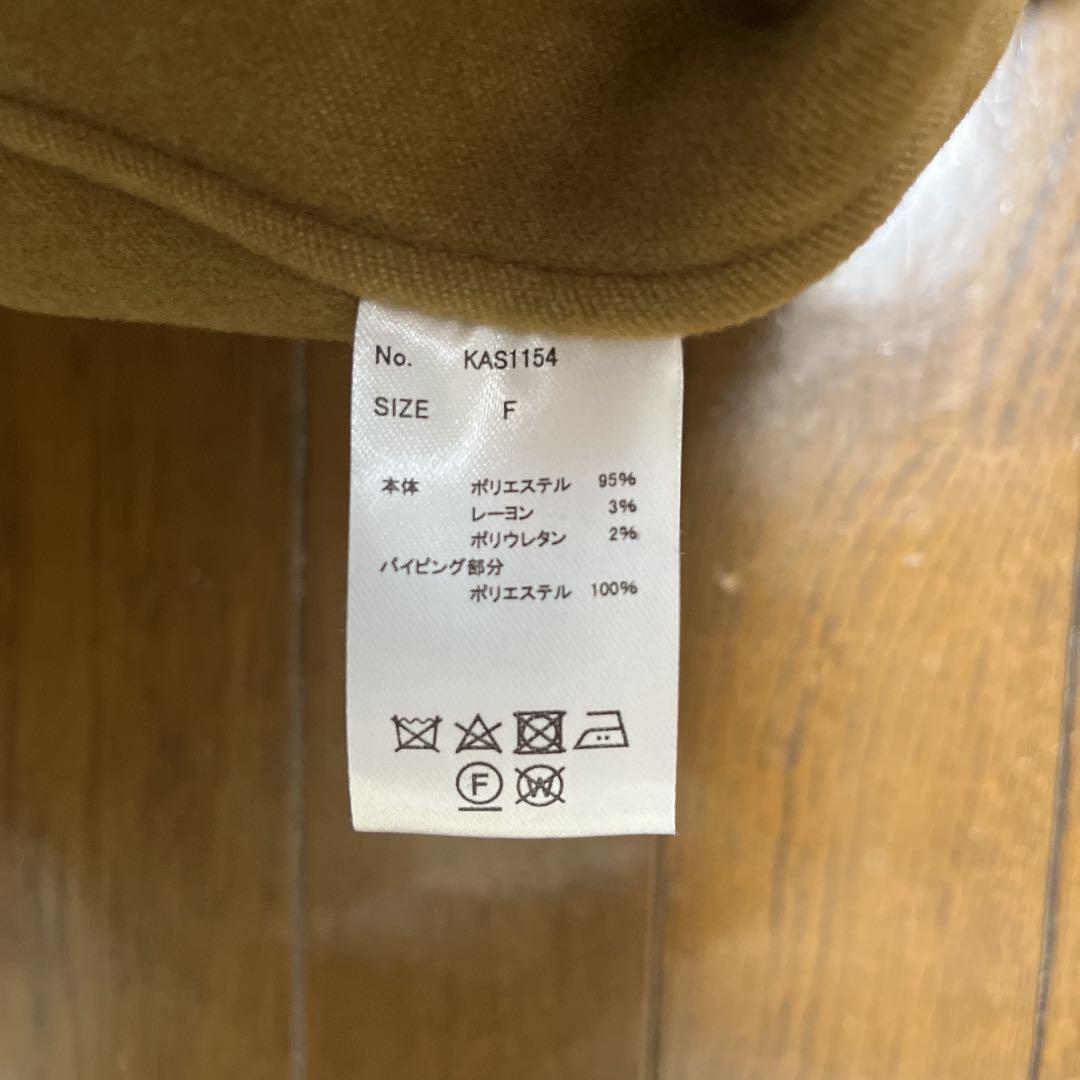 No. KAS1154
SIZE F
本体 ポリエステル 95%
レーヨン 3%
ポリウレタン 2%
パイピング部分
ポリエステル 100%
F W